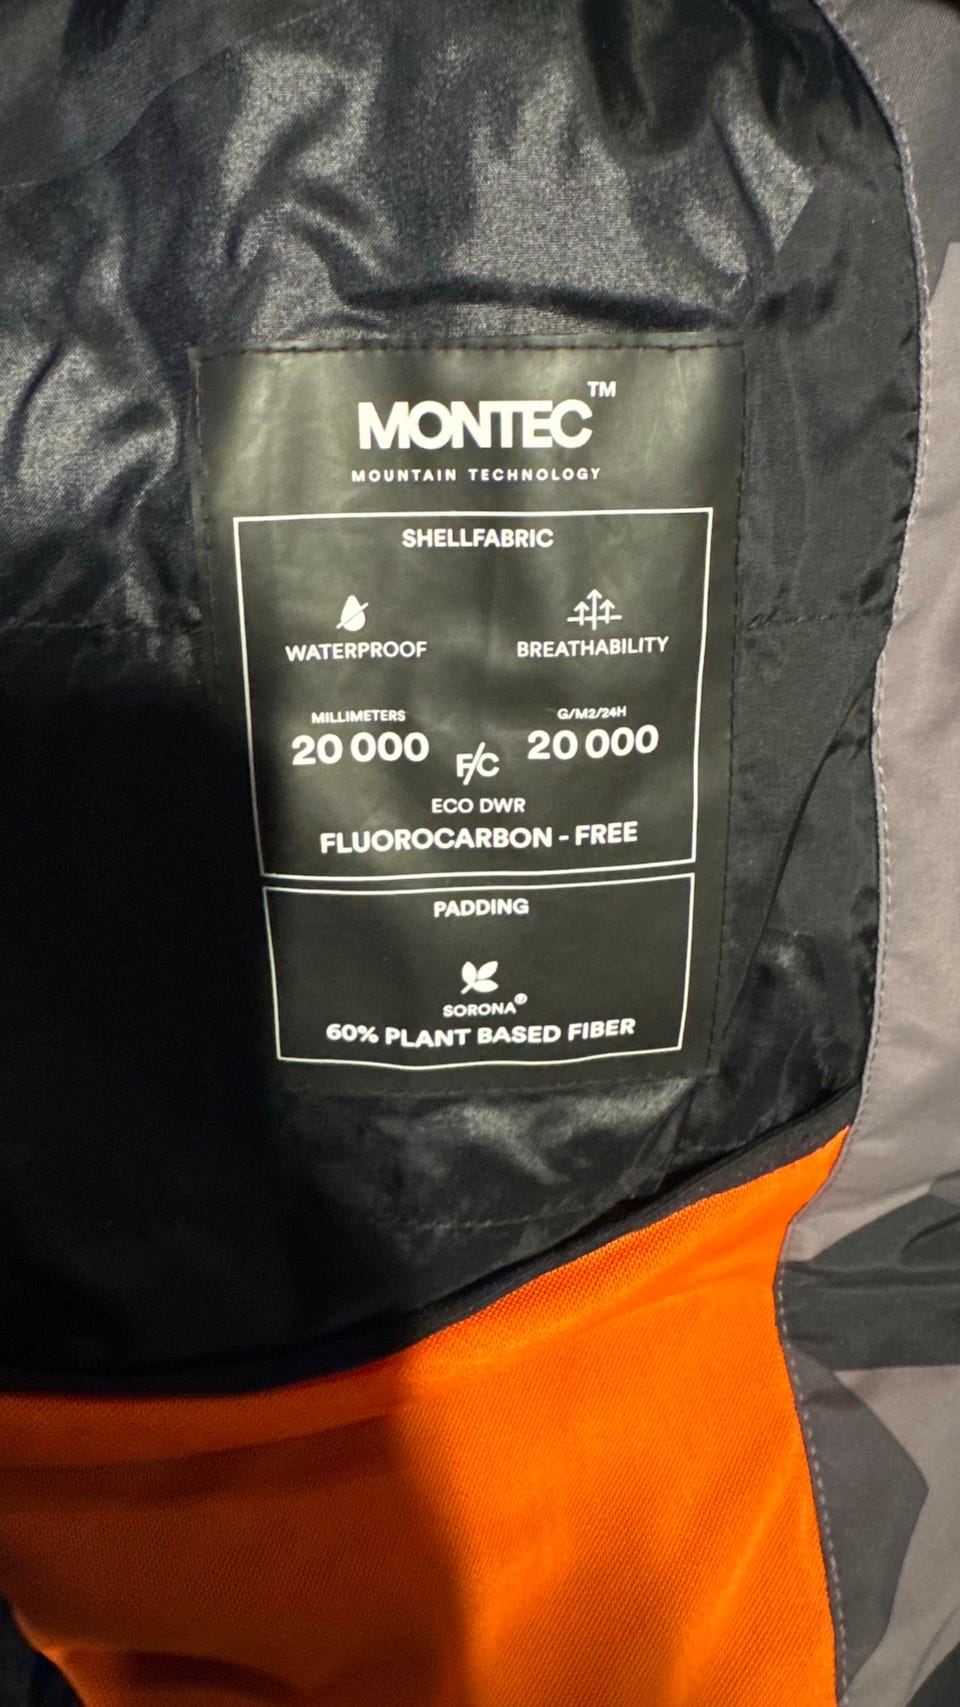 MONTEC™
MOUNTAIN TECHNOLOGY
SHELLFABRIC
WATERPROOF BREATHABILITY
MILLIMETERS G/M2/24H
20 000 F/C 20 000
ECO DWR
FLUOROCARBON - FREE
PADDING
SORONA®
60% PLANT BASED FIBER